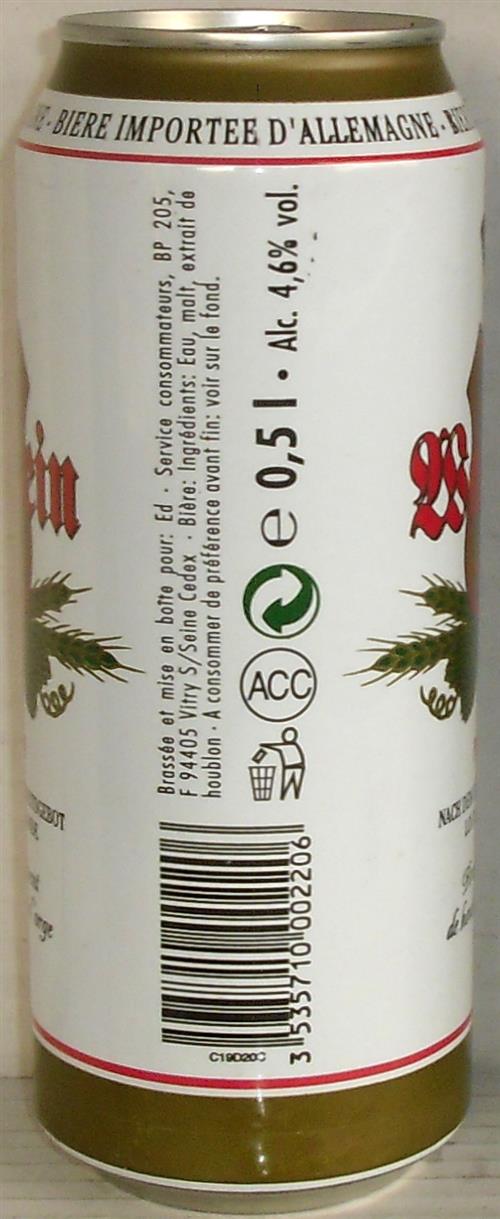 BIERE IMPORTEE D'ALLEMAGNE
Brassée et mise en boîte pour: Ed · Service consommateurs, BP 205,
F 94405 Vitry S/Seine Cedex · Bière: Ingrédients: Eau, malt, extrait de
houblon · A consommer de préférence avant fin: voir sur le fond.
e 0,5 l · Alc. 4,6% vol.
ACC
ein
NACH
3 535710 002206
C19D20C